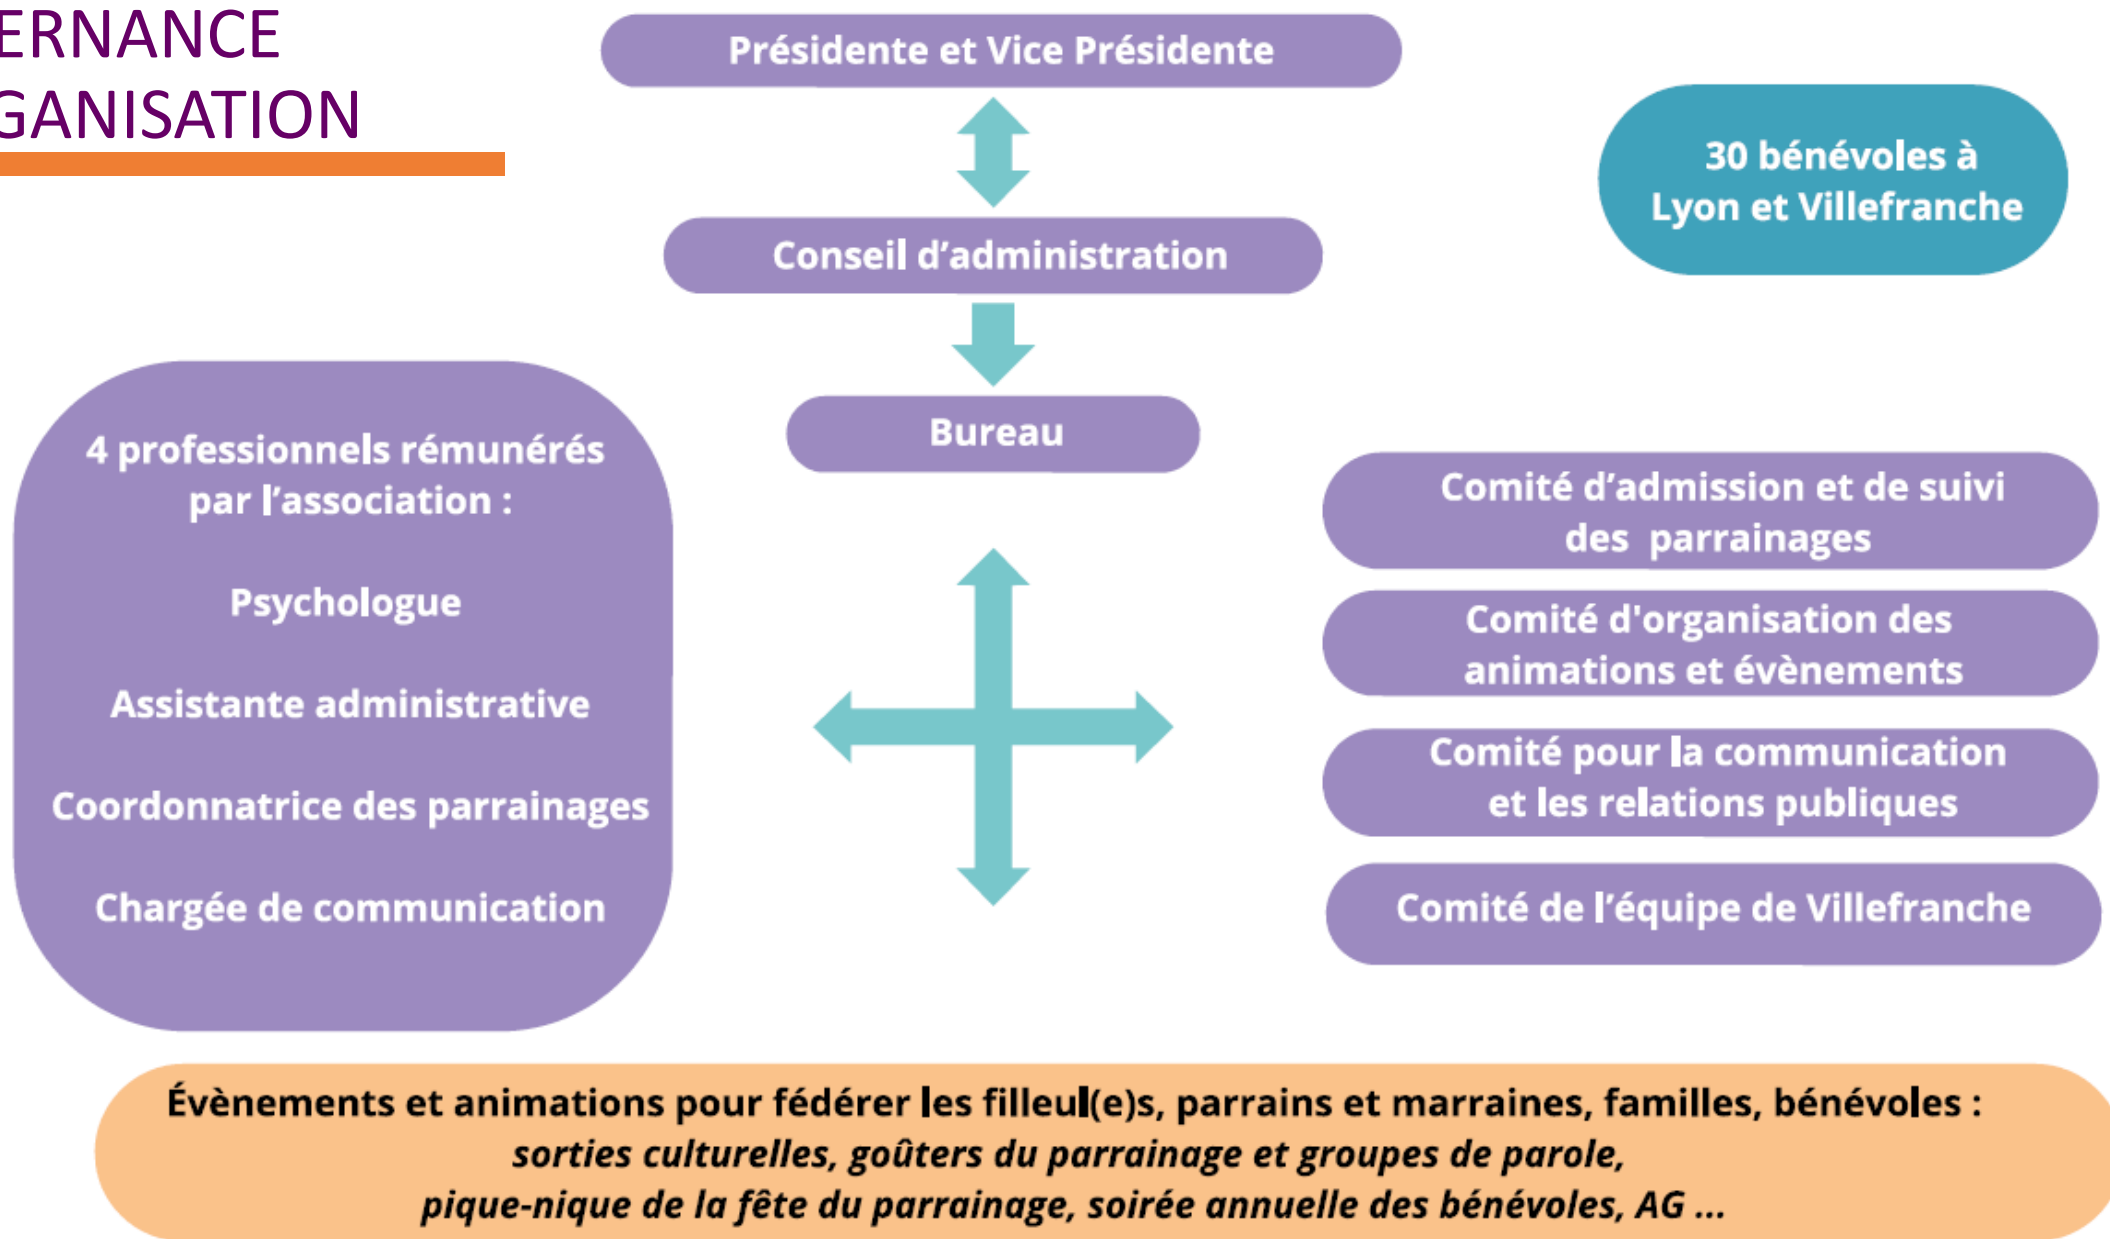 ERNANCE
GANISATION
Présidente et Vice Présidente
30 bénévoles à
Lyon et Villefranche
Conseil d’administration
Bureau
4 professionnels rémunérés
par l’association :
Psychologue
Assistante administrative
Coordonnatrice des parrainages
Chargée de communication
Comité d’admission et de suivi
des parrainages
Comité d'organisation des
animations et évènements
Comité pour la communication
et les relations publiques
Comité de l’équipe de Villefranche
Évènements et animations pour fédérer les filleul(e)s, parrains et marraines, familles, bénévoles :
sorties culturelles, goûters du parrainage et groupes de parole,
pique-nique de la fête du parrainage, soirée annuelle des bénévoles, AG ...